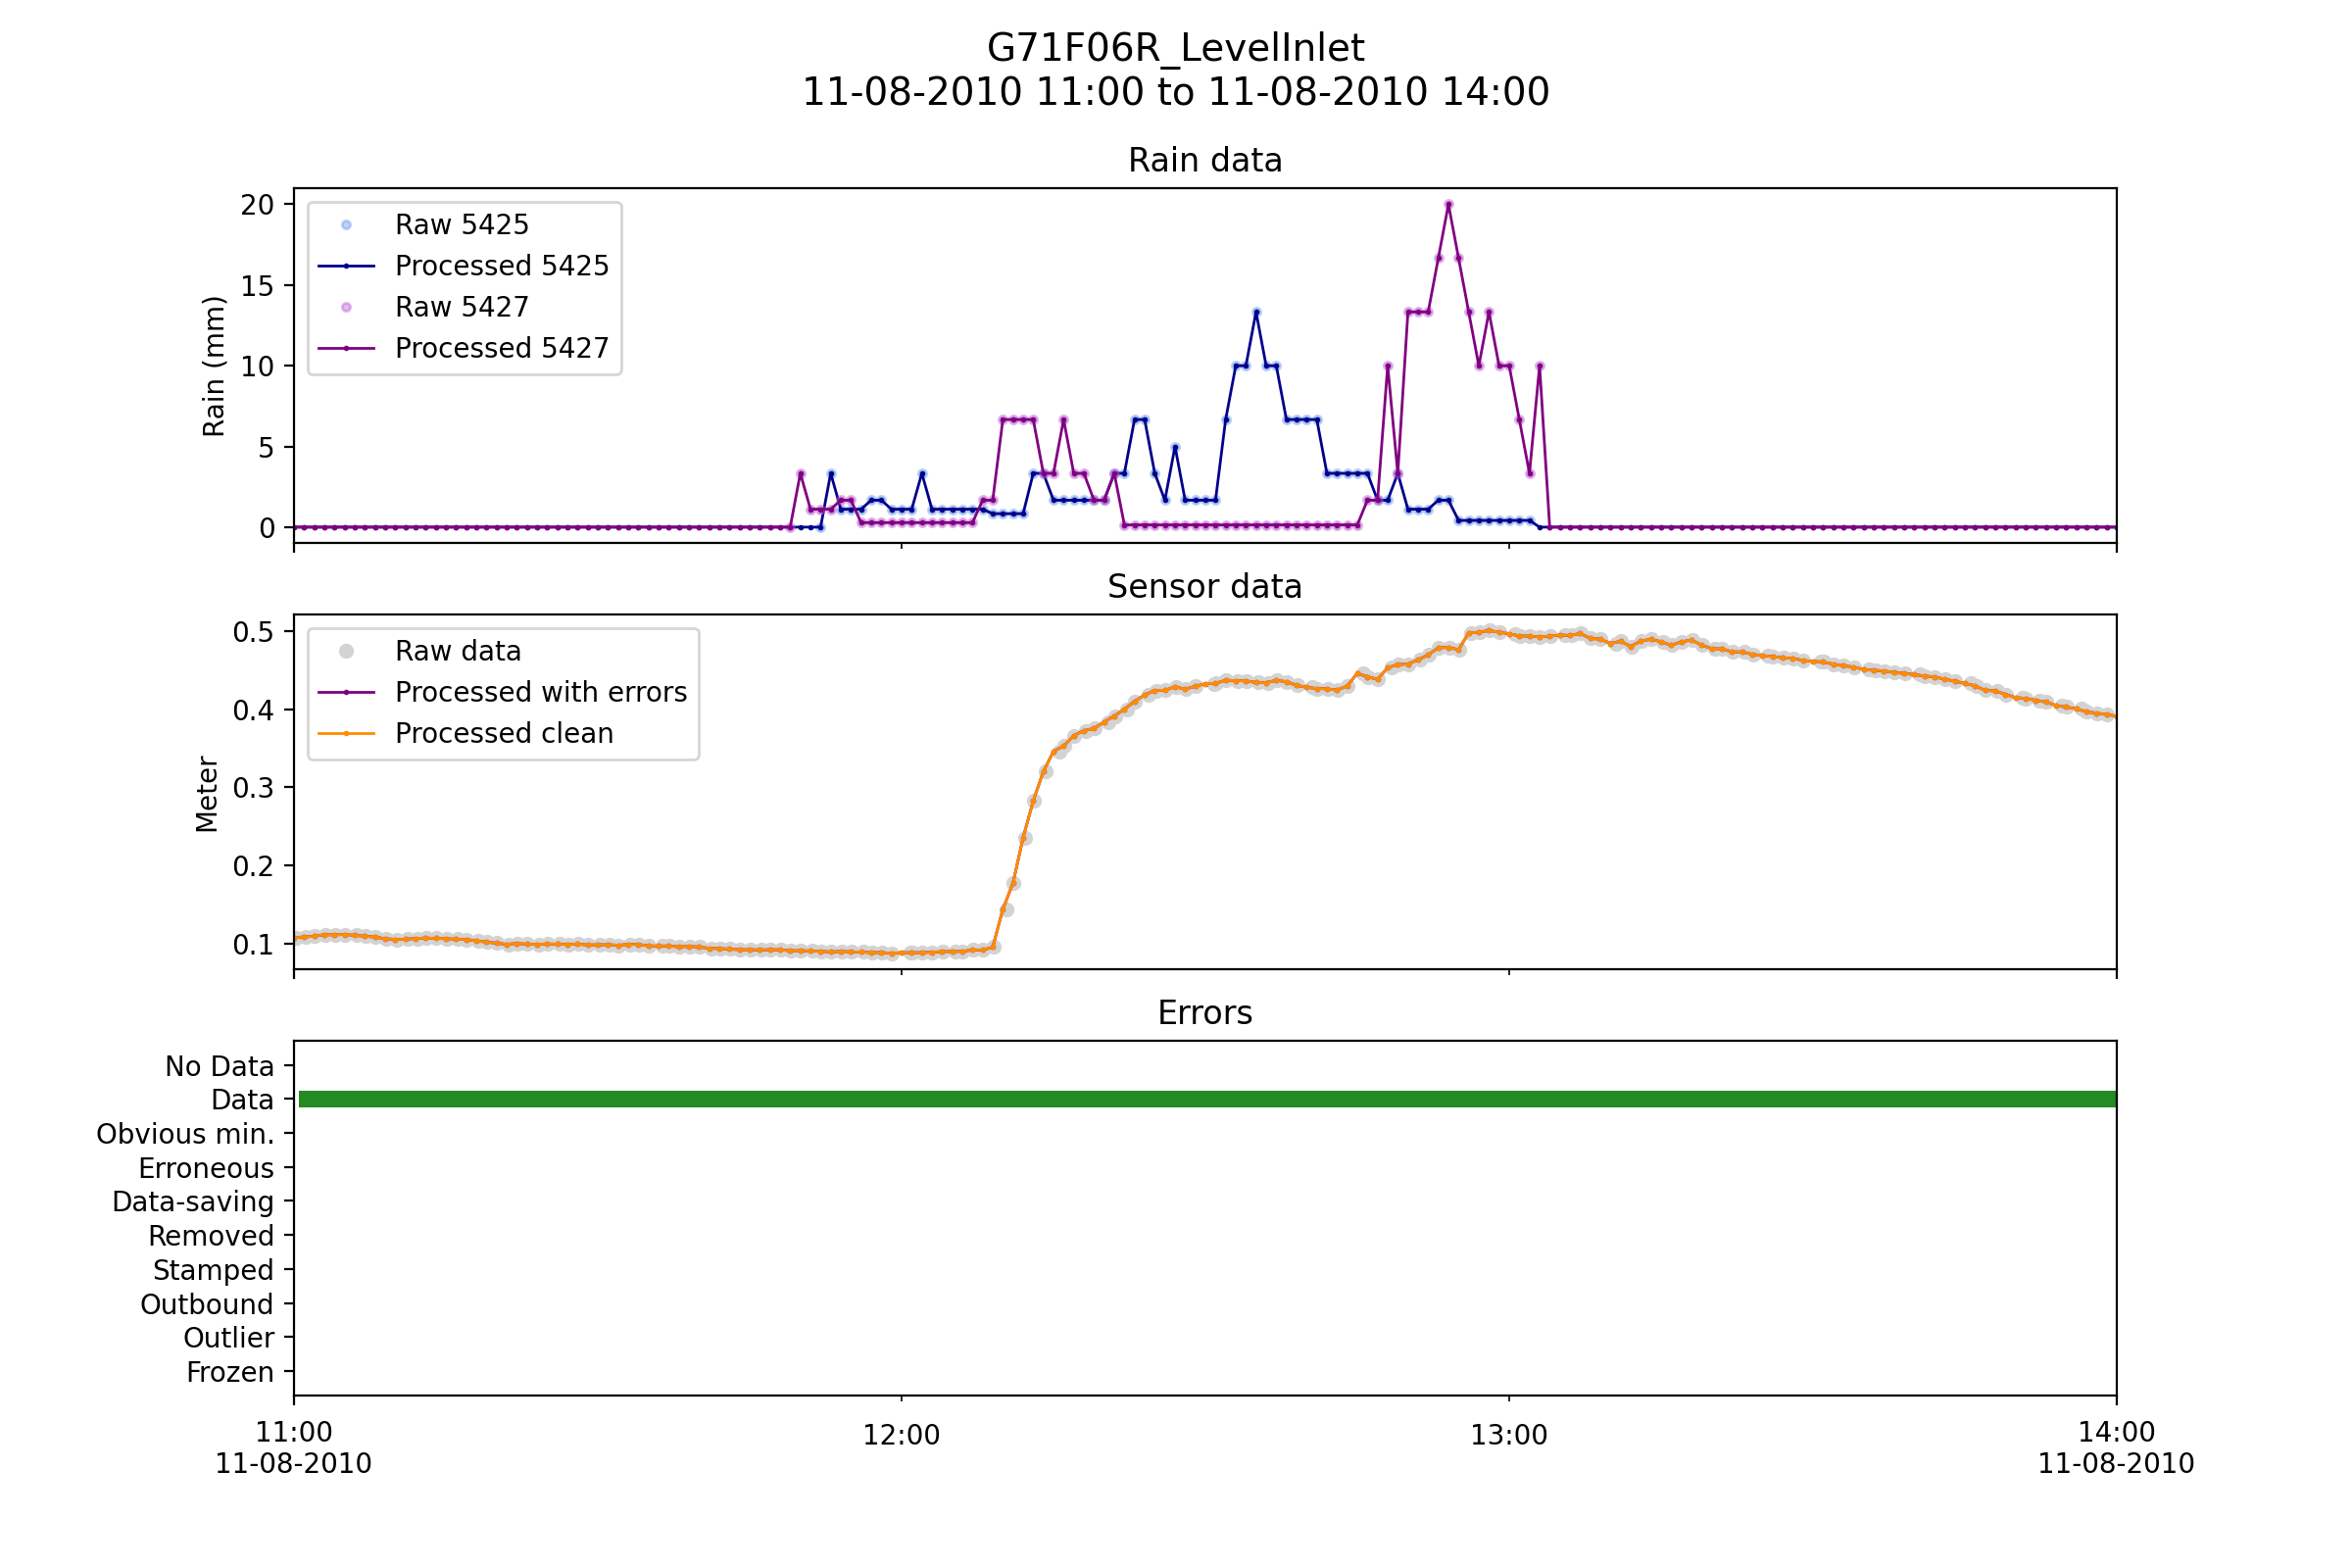 G71F06R_LevelInlet
11-08-2010 11:00 to 11-08-2010 14:00
Rain data
20
15
10
5
0
Rain (mm)
Raw 5425
Processed 5425
Raw 5427
Processed 5427
Sensor data
0.5
0.4
0.3
0.2
0.1
Meter
Raw data
Processed with errors
Processed clean
Errors
No Data
Data
Obvious min.
Erroneous
Data-saving
Removed
Stamped
Outbound
Outlier
Frozen
11:00
11-08-2010
12:00
13:00
14:00
11-08-2010